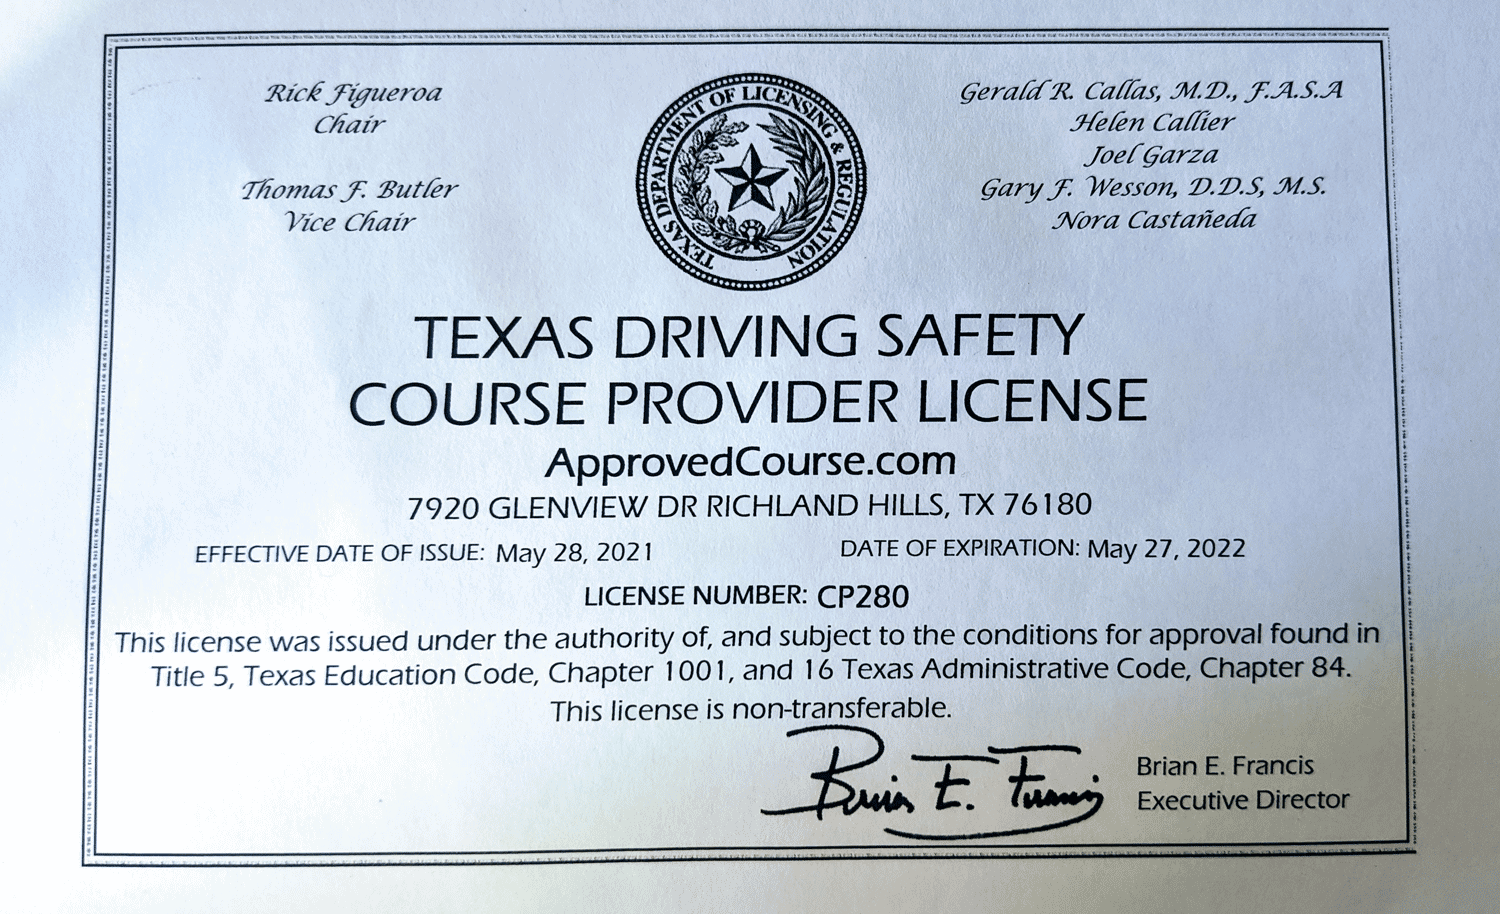 Rick Figueroa
Chair
Thomas F. Butler
Vice Chair
TEXAS DEPARTMENT OF LICENSING & REGULATION
Gerald R. Callas, M.D., F.A.S.A
Helen Callier
Joel Garza
Gary F. Wesson, D.D.S, M.S.
Nora Castañeda
TEXAS DRIVING SAFETY
COURSE PROVIDER LICENSE
ApprovedCourse.com
7920 GLENVIEW DR RICHLAND HILLS, TX 76180
EFFECTIVE DATE OF ISSUE: May 28, 2021
DATE OF EXPIRATION: May 27, 2022
LICENSE NUMBER: CP280
This license was issued under the authority of, and subject to the conditions for approval found in
Title 5, Texas Education Code, Chapter 1001, and 16 Texas Administrative Code, Chapter 84.
This license is non-transferable.
Brian E. Francis
Brian E. Francis
Executive Director